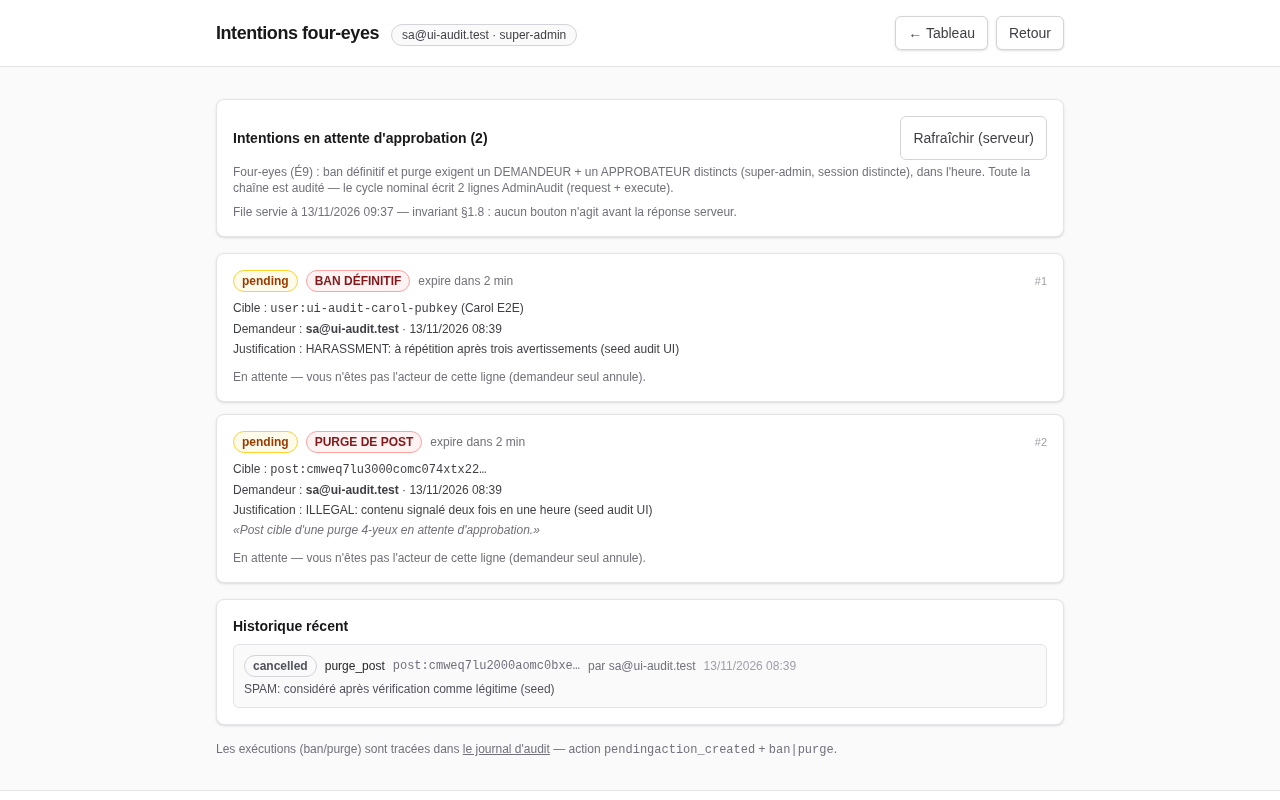 Intentions four-eyes
sa@ui-audit.test · super-admin
← Tableau
Retour
Intentions en attente d'approbation (2)
Rafraîchir (serveur)
Four-eyes (É9) : ban définitif et purge exigent un DEMANDEUR + un APPROBATEUR distincts (super-admin, session distincte), dans l'heure. Toute la
chaîne est audité — le cycle nominal écrit 2 lignes AdminAudit (request + execute).
File servie à 13/11/2026 09:37 — invariant §1.8 : aucun bouton n'agit avant la réponse serveur.
pending BAN DÉFINITIF expire dans 2 min #1
Cible : user:ui-audit-carol-pubkey (Carol E2E)
Demandeur : sa@ui-audit.test · 13/11/2026 08:39
Justification : HARASSMENT: à répétition après trois avertissements (seed audit UI)
En attente — vous n'êtes pas l'acteur de cette ligne (demandeur seul annule).
pending PURGE DE POST expire dans 2 min #2
Cible : post:cmweq7lu3000comc074xtx22…
Demandeur : sa@ui-audit.test · 13/11/2026 08:39
Justification : ILLEGAL: contenu signalé deux fois en une heure (seed audit UI)
«Post cible d'une purge 4-yeux en attente d'approbation.»
En attente — vous n'êtes pas l'acteur de cette ligne (demandeur seul annule).
Historique récent
cancelled purge_post post:cmweq7lu2000aomc0bxe… par sa@ui-audit.test 13/11/2026 08:39
SPAM: considéré après vérification comme légitime (seed)
Les exécutions (ban/purge) sont tracées dans le journal d'audit — action pendingaction_created + ban|purge.